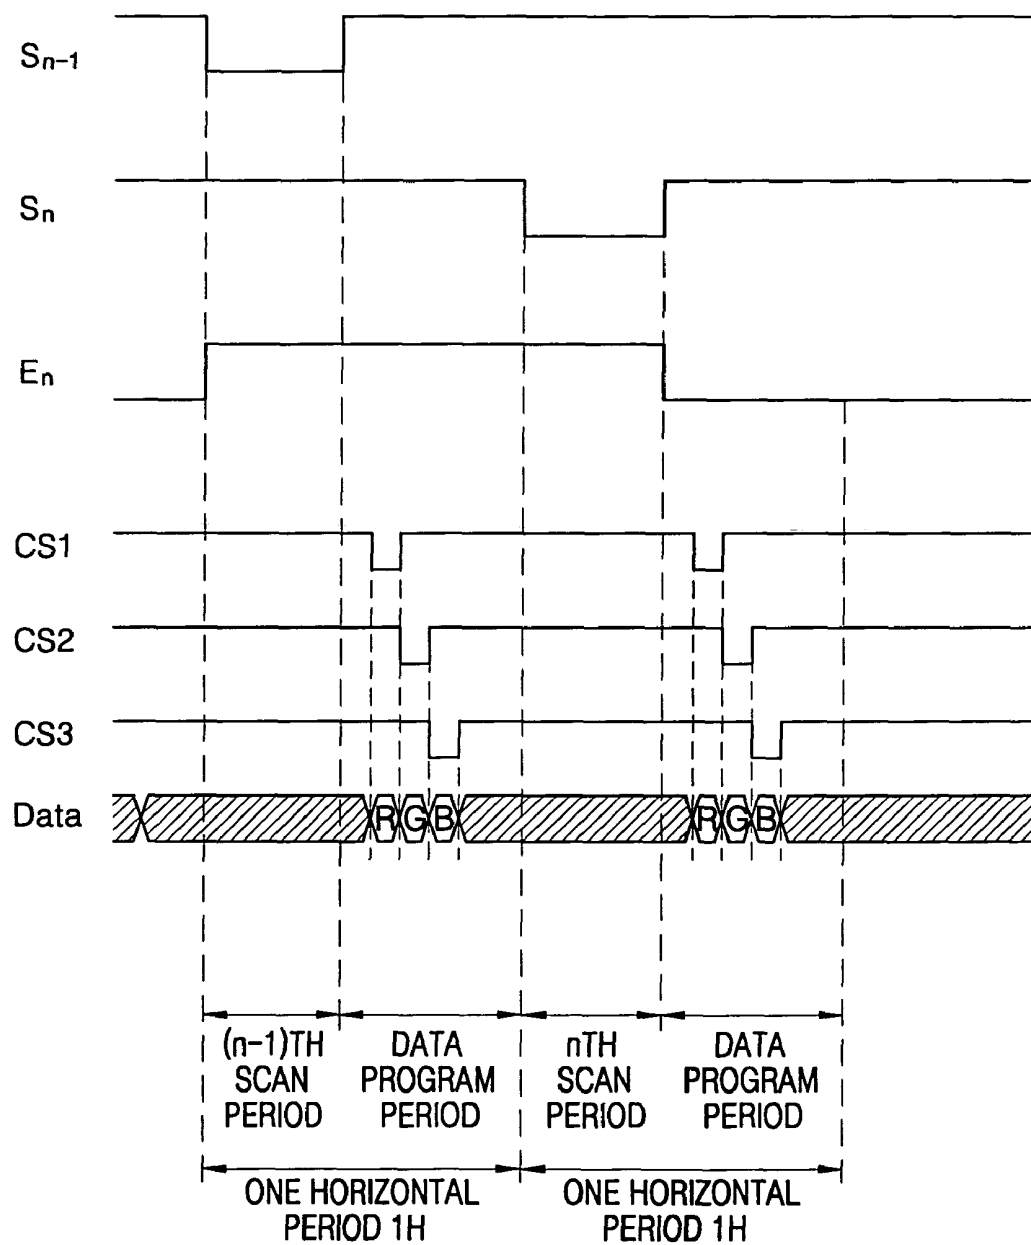 Sn-1
Sn
En
CS1
CS2
CS3
Data
R G B R G B
(n-1)TH SCAN PERIOD
DATA PROGRAM PERIOD
nTH SCAN PERIOD
DATA PROGRAM PERIOD
ONE HORIZONTAL PERIOD 1H
ONE HORIZONTAL PERIOD 1H